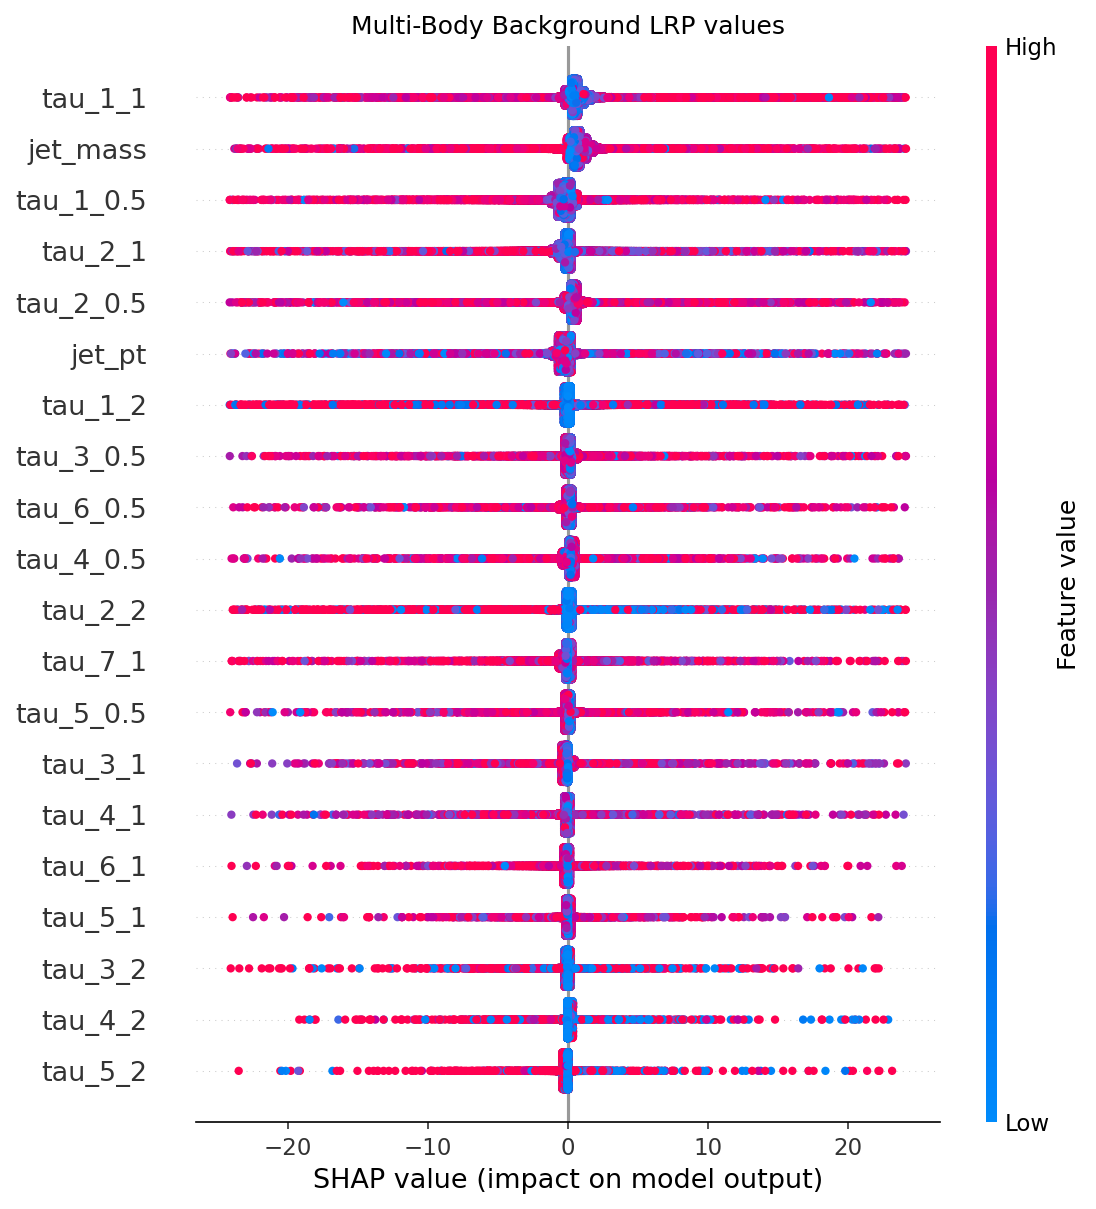 Multi-Body Background LRP values
High
tau_1_1
jet_mass
tau_1_0.5
tau_2_1
tau_2_0.5
jet_pt
tau_1_2
tau_3_0.5
tau_6_0.5
tau_4_0.5
tau_2_2
tau_7_1
tau_5_0.5
tau_3_1
tau_4_1
tau_6_1
tau_5_1
tau_3_2
tau_4_2
tau_5_2
Feature value
Low
−20 −10 0 10 20
SHAP value (impact on model output)